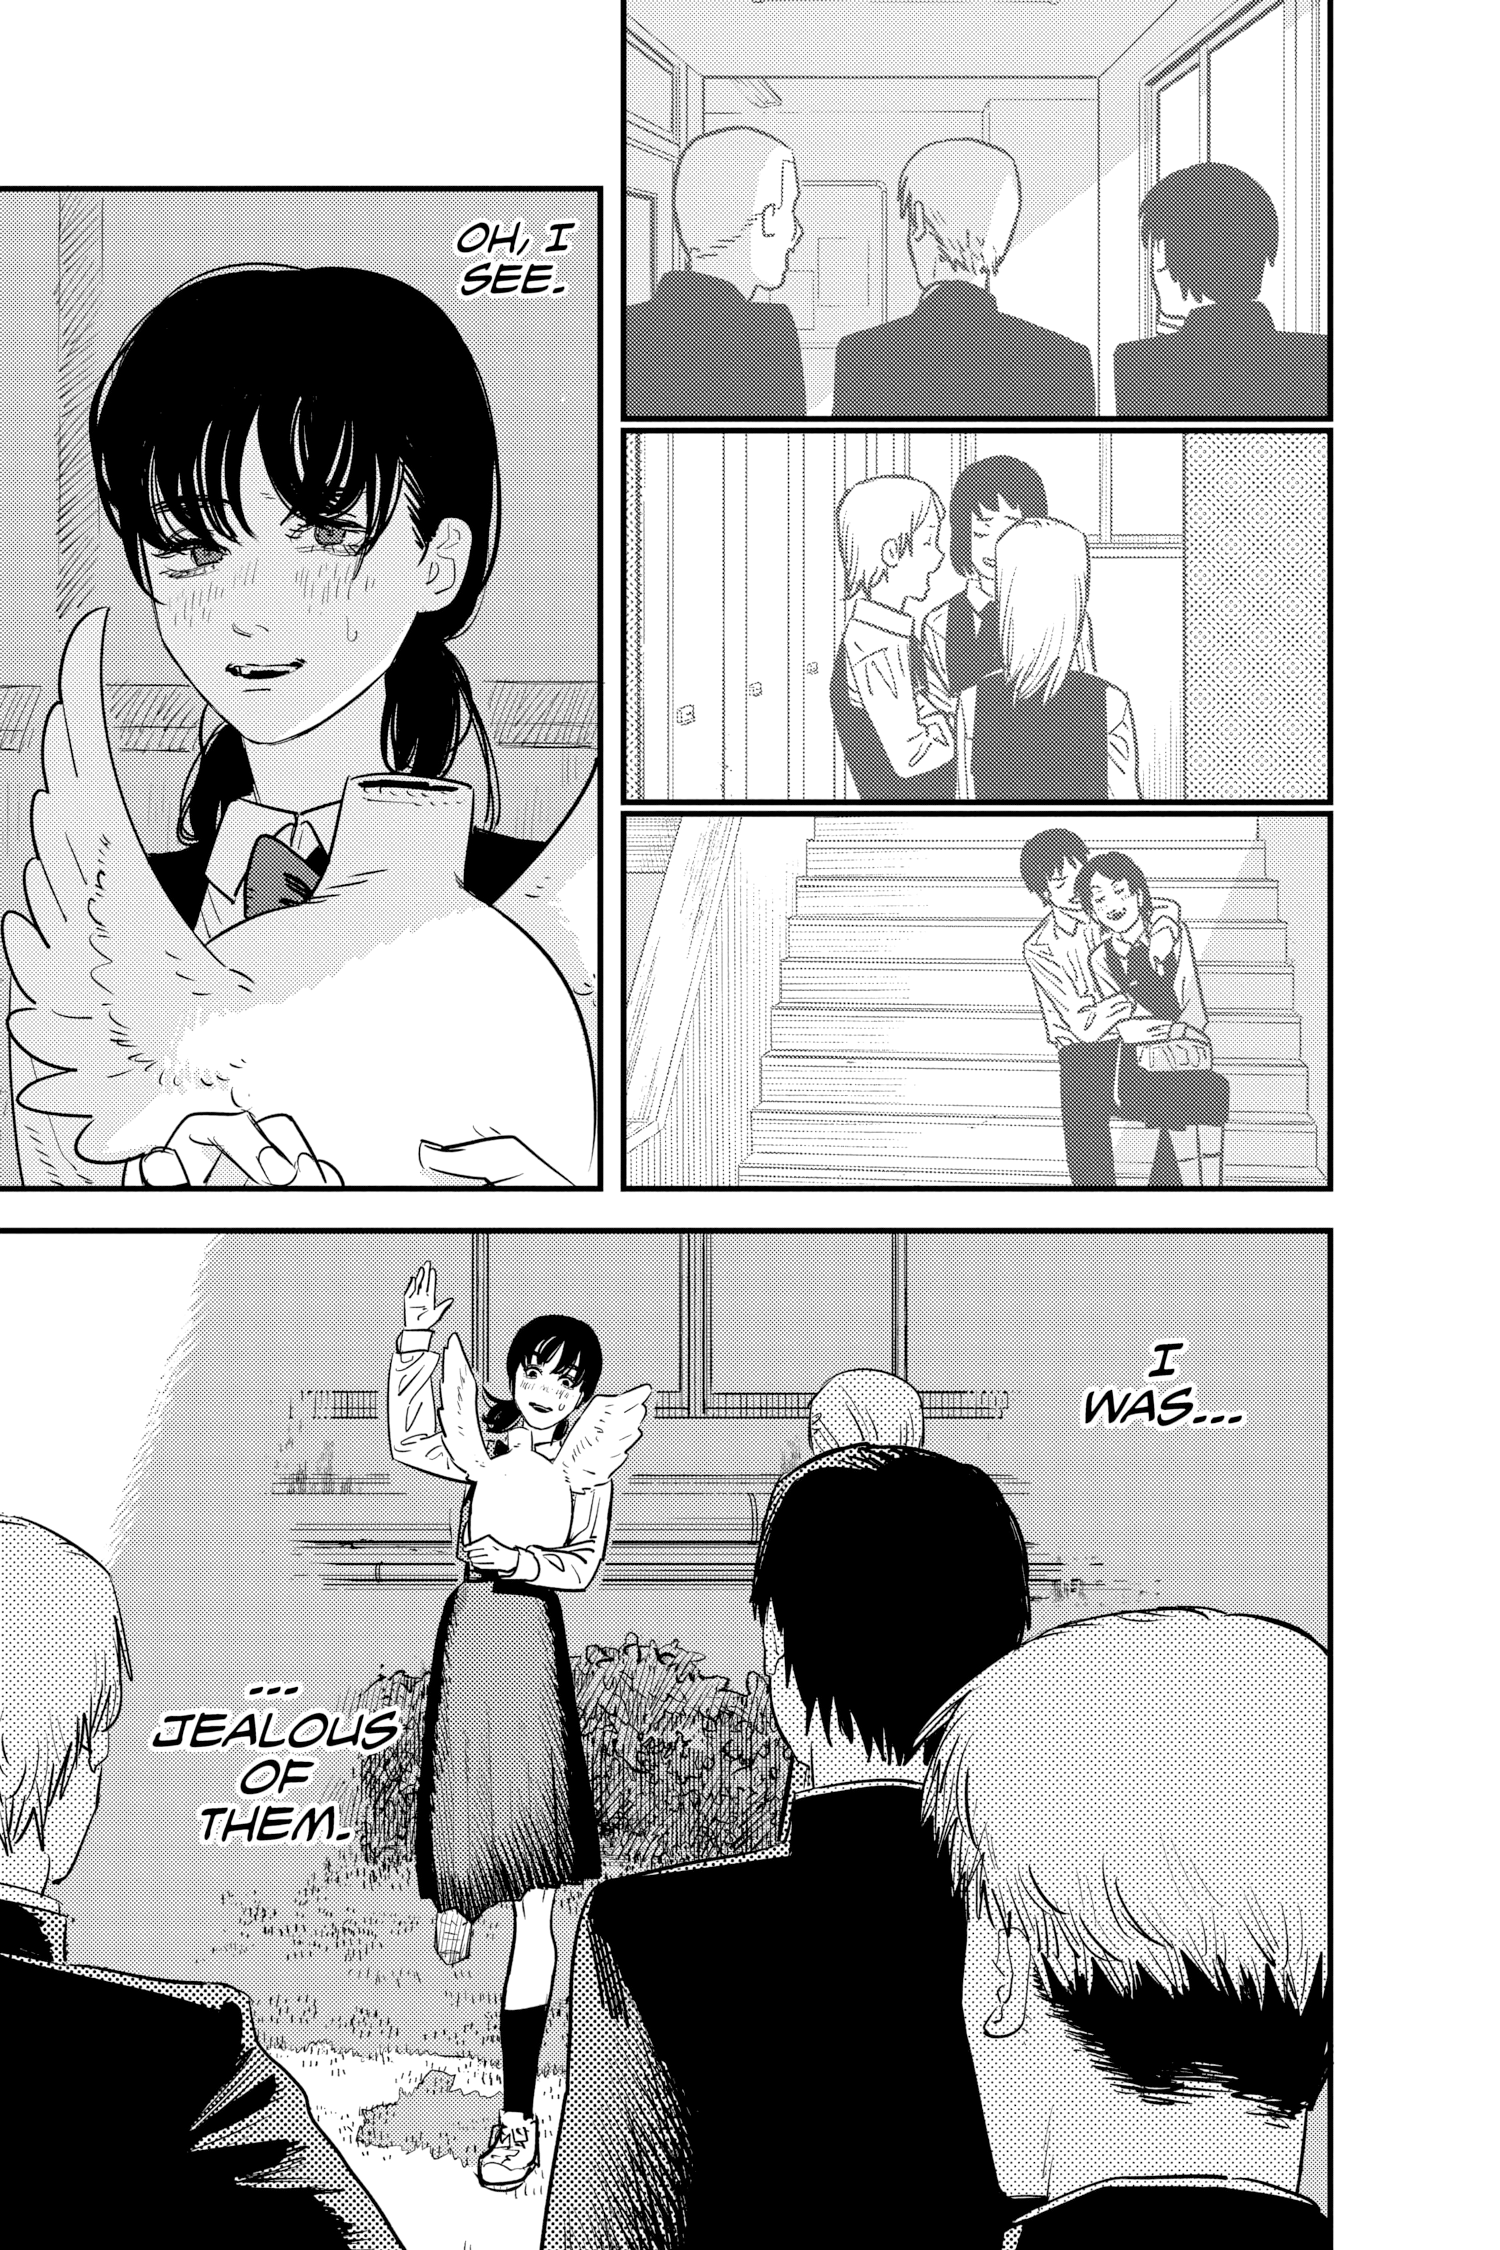 OH, I
SEE.
I
WAS...
...
JEALOUS
OF
THEM.